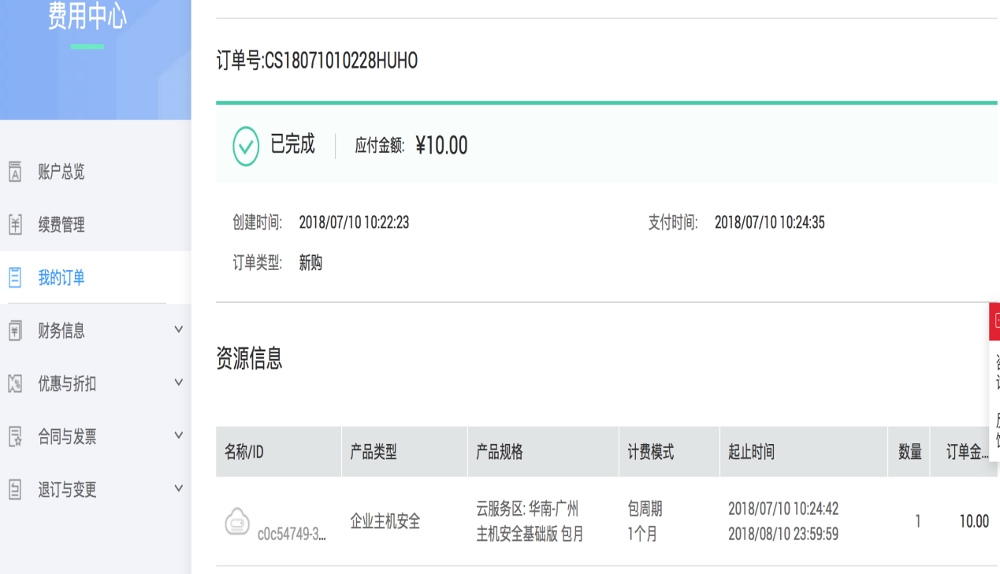 费用中心
订单号:CS18071010228HUHO
已完成 应付金额: ¥10.00
账户总览
续费管理
创建时间: 2018/07/10 10:22:23 支付时间: 2018/07/10 10:24:35
订单类型: 新购
我的订单
财务信息
资源信息
优惠与折扣
合同与发票
退订与变更
名称/ID 产品类型 产品规格 计费模式 起止时间 数量 订单金...
c0c54749-3... 企业主机安全 云服务区: 华南-广州 包周期 2018/07/10 10:24:42 1 10.00
主机安全基础版 包月 1个月 2018/08/10 23:59:59